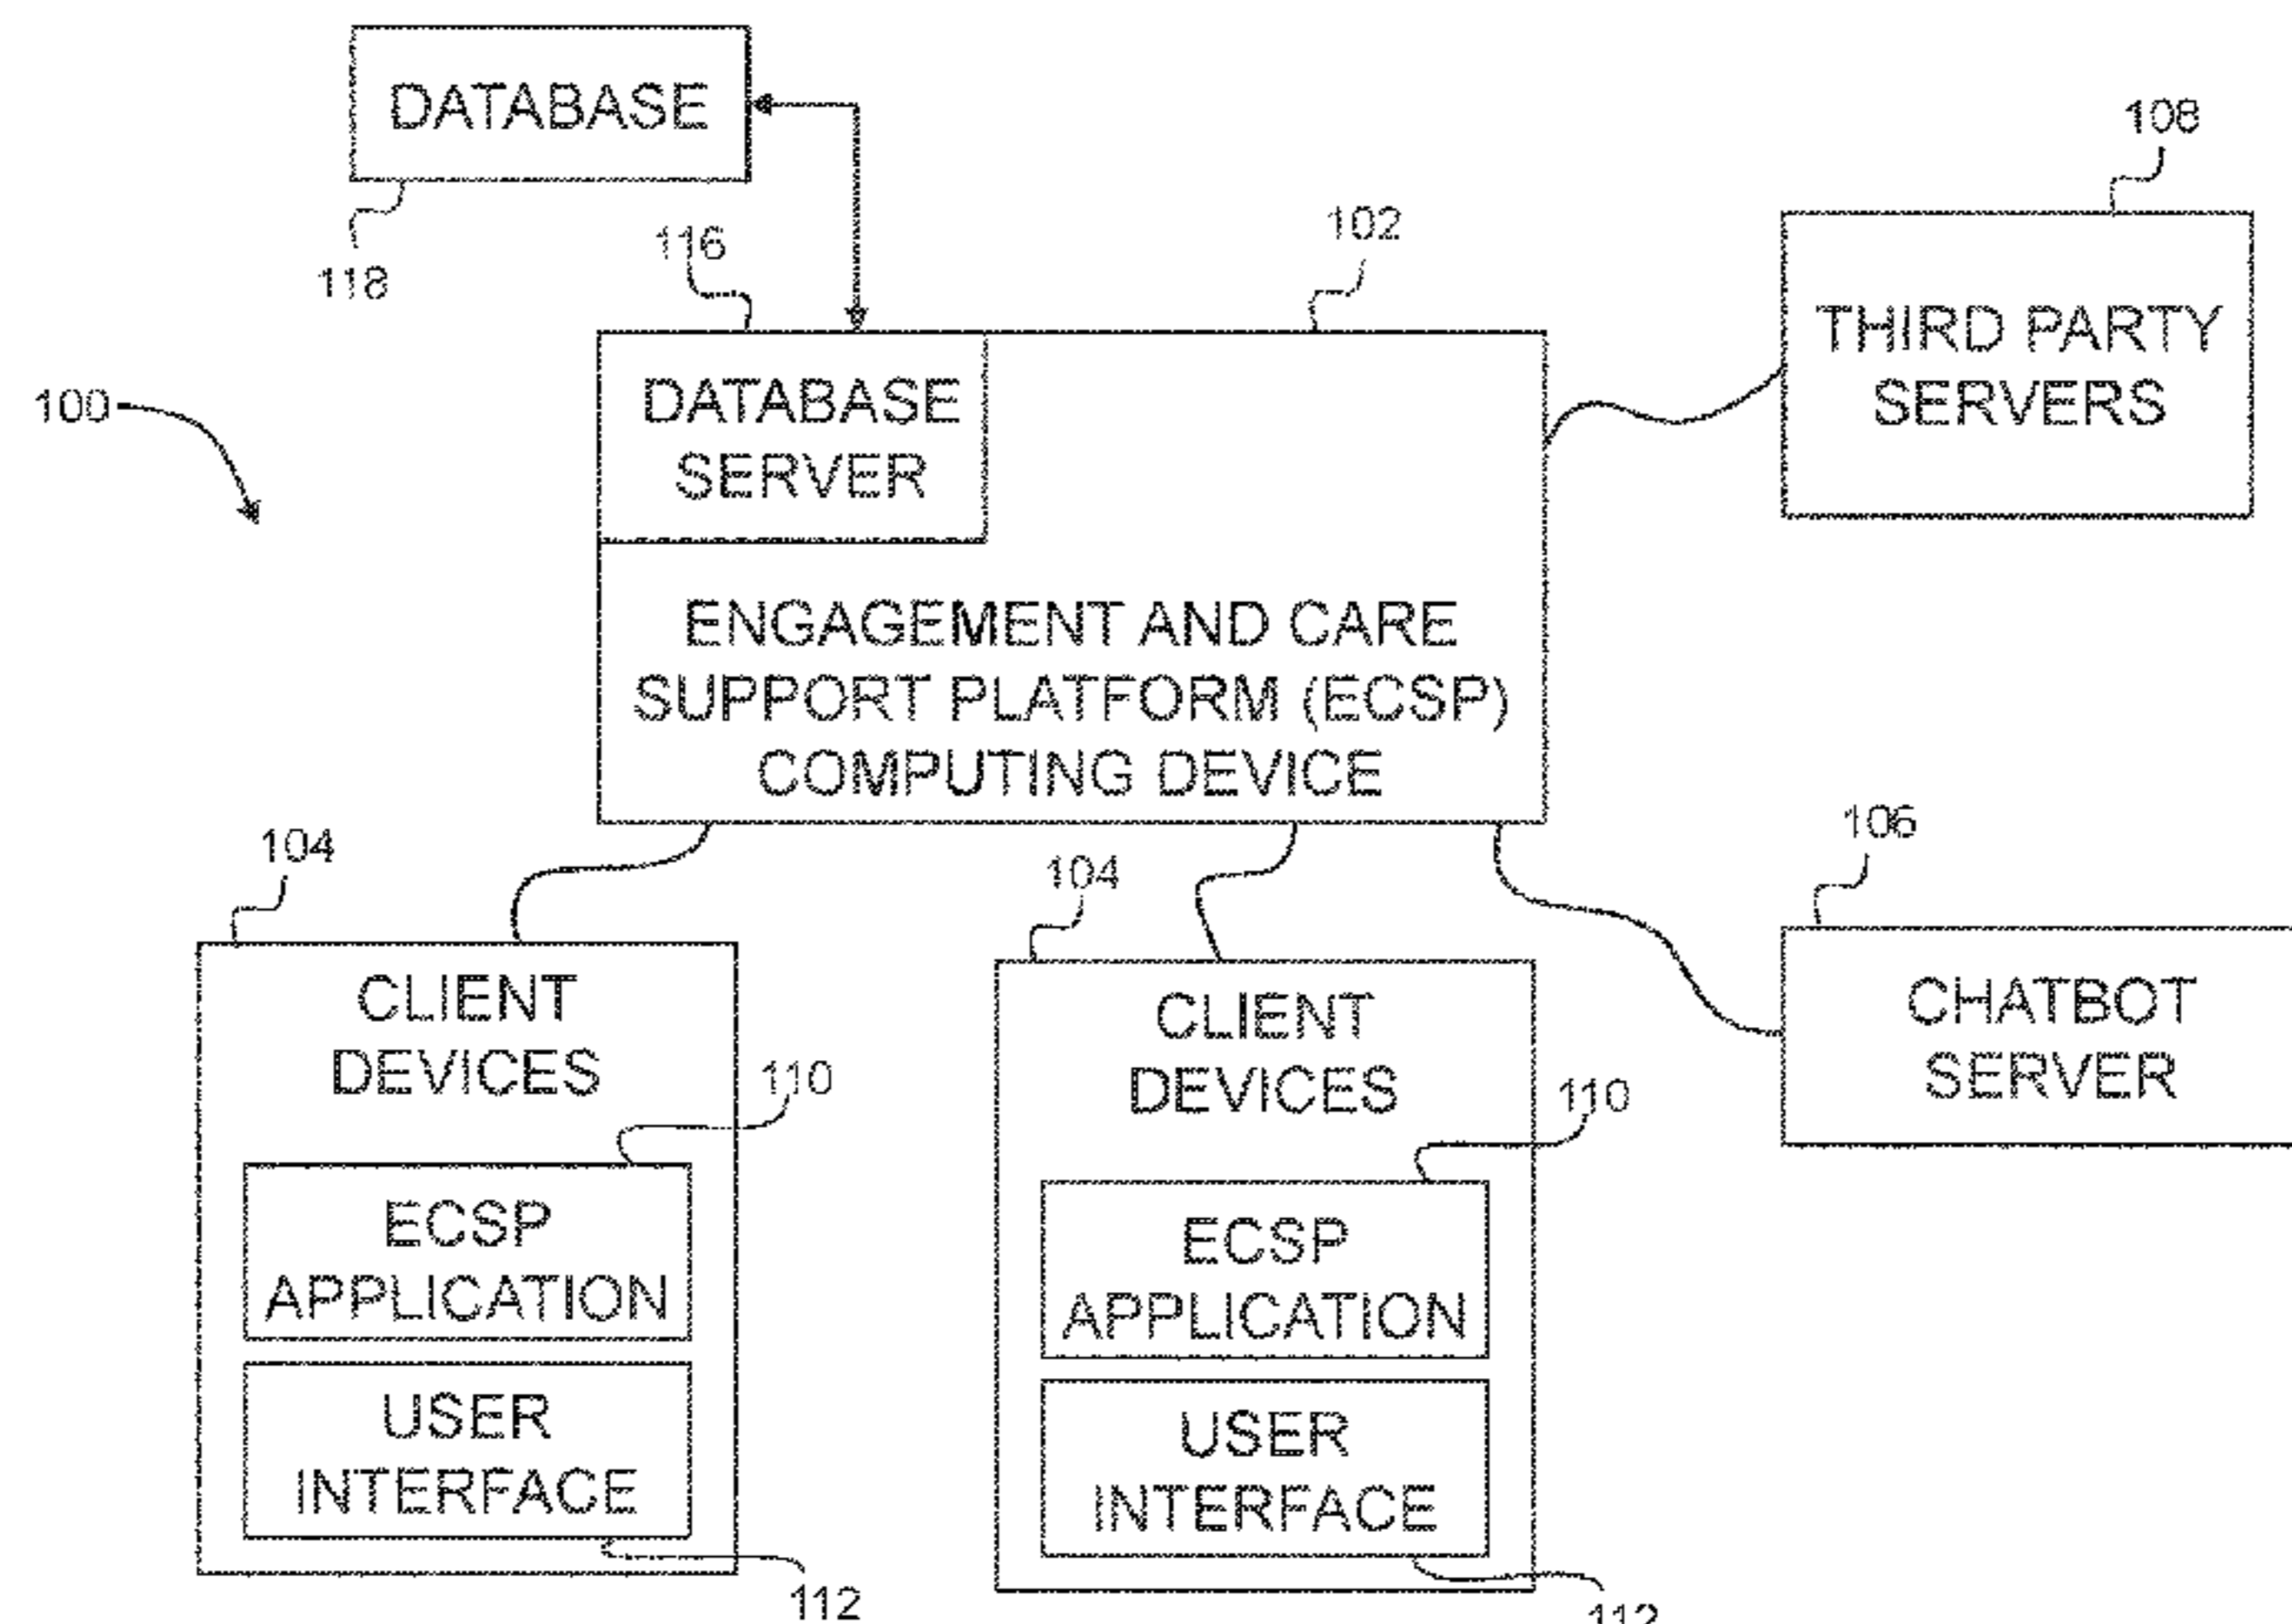 DATABASE
118
116
102
108
THIRD PARTY
SERVERS
100
DATABASE
SERVER
ENGAGEMENT AND CARE
SUPPORT PLATFORM (ECSP)
COMPUTING DEVICE
104
CLIENT
DEVICES
110
ECSP
APPLICATION
USER
INTERFACE
112
104
CLIENT
DEVICES
110
ECSP
APPLICATION
USER
INTERFACE
112
106
CHATBOT
SERVER